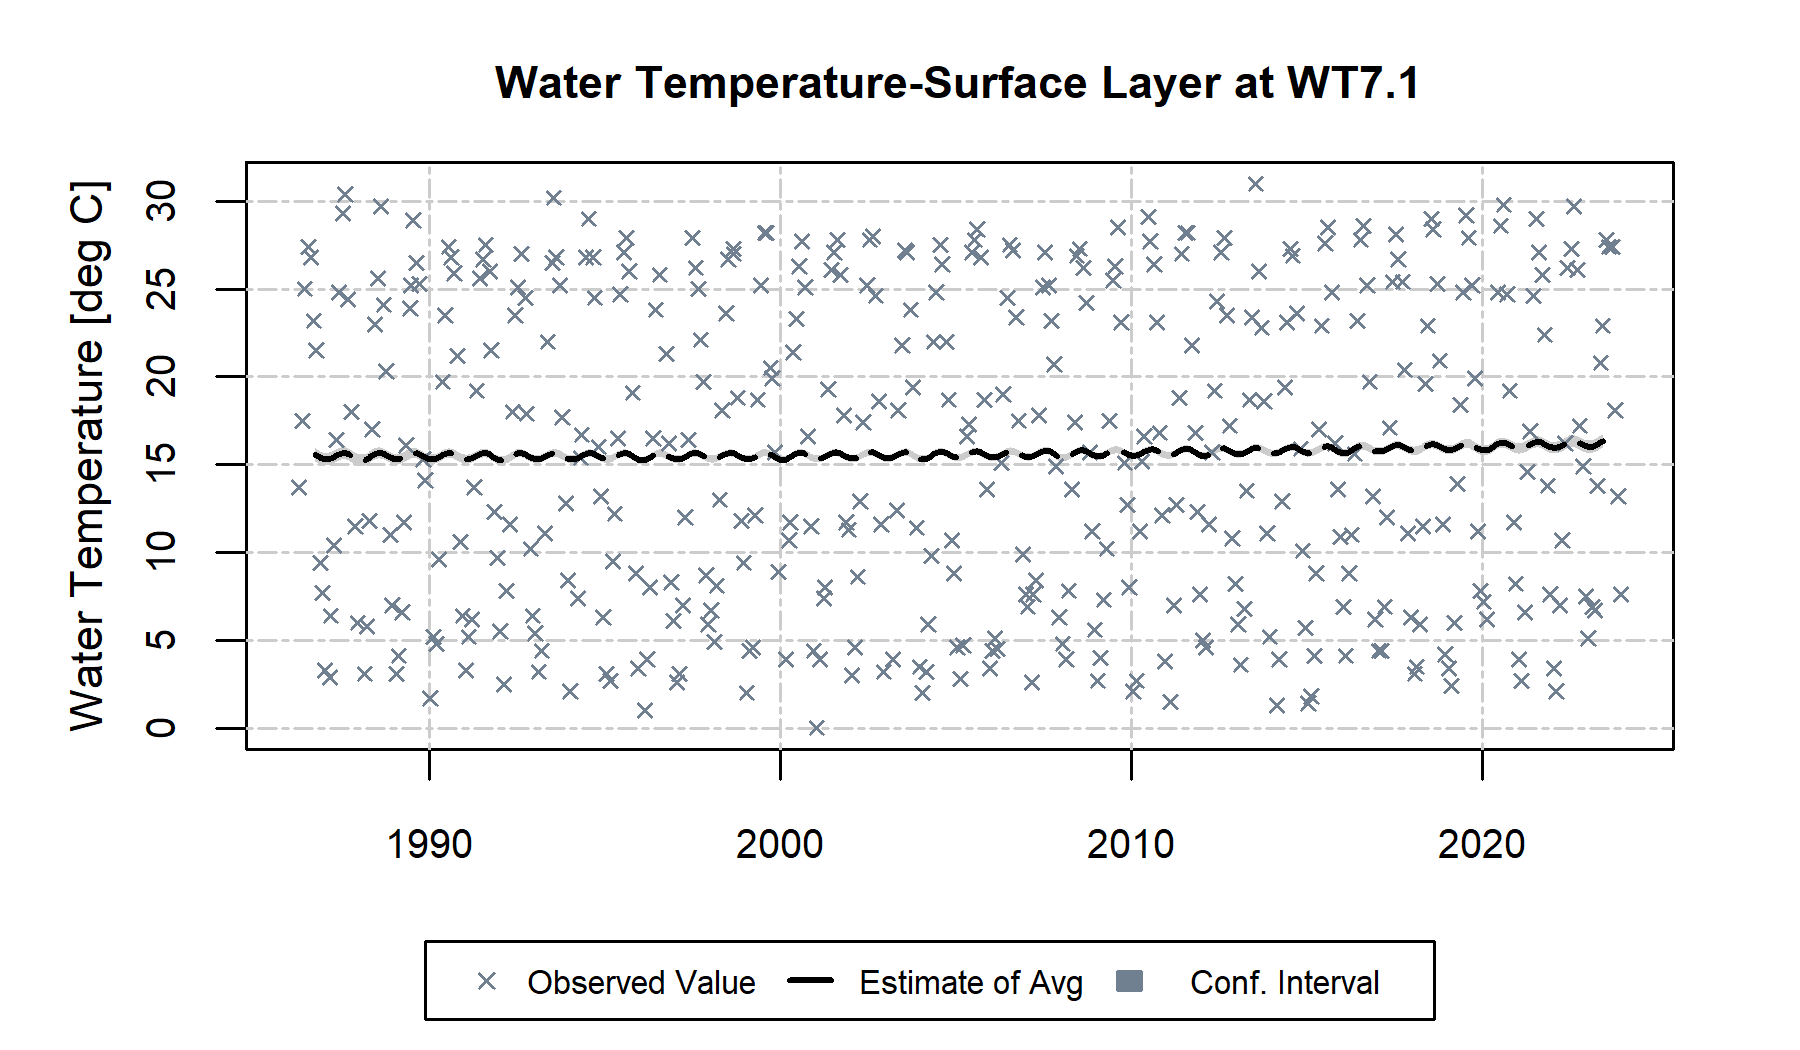 Water Temperature-Surface Layer at WT7.1
Water Temperature [deg C]
30
25
20
15
10
5
0
1990 2000 2010 2020
Observed Value Estimate of Avg Conf. Interval